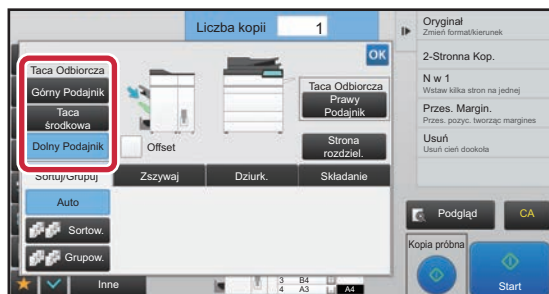 Liczba kopii
1
OK
Taca Odbiorcza
Górny Podajnik
Taca
środkowa
Dolny Podajnik
Offset
Taca Odbiorcza
Prawy
Podajnik
Strona
rozdziel.
Sortuj/Grupuj
Zszywaj
Dziurk.
Składanie
Auto
Sortow.
Grupow.
Inne
3 B4
4 A3
A4
Oryginał
Zmień format/kierunek
2-Stronna Kop.
N w 1
Wstaw kilka stron na jednej
Przes. Margin.
Przes. pozyc. tworząc margines
Usuń
Usuń cień dookoła
Podgląd
CA
Kopia próbna
Start